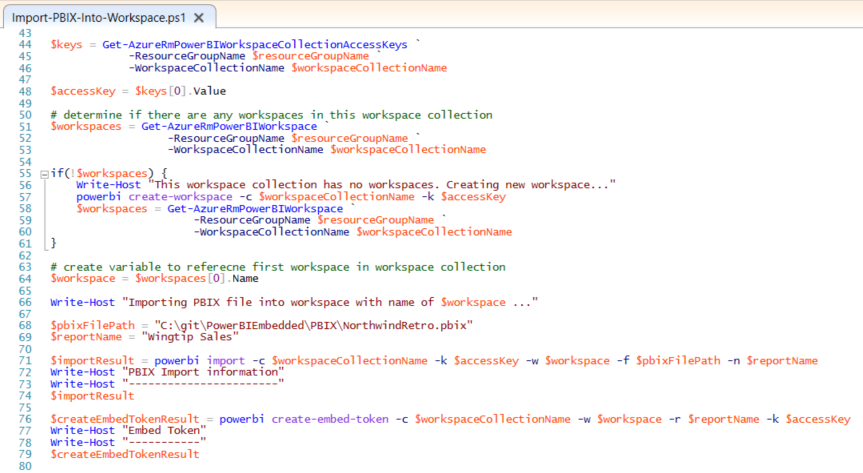 Import-PBIX-Into-Workspace.ps1 ✕
43
44 $keys = Get-AzureRmPowerBIWorkspaceCollectionAccessKeys `
45 -ResourceGroupName $resourceGroupName `
46 -WorkspaceCollectionName $workspaceCollectionName
47
48 $accessKey = $keys[0].Value
49
50 # determine if there are any workspaces in this workspace collection
51 $workspaces = Get-AzureRmPowerBIWorkspace `
52 -ResourceGroupName $resourceGroupName `
53 -WorkspaceCollectionName $workspaceCollectionName
54
55 if(!$workspaces) {
56 Write-Host "This workspace collection has no workspaces. Creating new workspace..."
57 powerbi create-workspace -c $workspaceCollectionName -k $accessKey
58 $workspaces = Get-AzureRmPowerBIWorkspace `
59 -ResourceGroupName $resourceGroupName `
60 -WorkspaceCollectionName $workspaceCollectionName
61 }
62
63 # create variable to referecne first workspace in workspace collection
64 $workspace = $workspaces[0].Name
65
66 Write-Host "Importing PBIX file into workspace with name of $workspace ..."
67
68 $pbixFilePath = "C:\git\PowerBIEmbedded\PBIX\NorthwindRetro.pbix"
69 $reportName = "Wingtip Sales"
70
71 $importResult = powerbi import -c $workspaceCollectionName -k $accessKey -w $workspace -f $pbixFilePath -n $reportName
72 Write-Host "PBIX Import information"
73 Write-Host "-----------------------"
74 $importResult
75
76 $createEmbedTokenResult = powerbi create-embed-token -c $workspaceCollectionName -w $workspace -r $reportName -k $accessKey
77 Write-Host "Embed Token"
78 Write-Host "-----------"
79 $createEmbedTokenResult
80